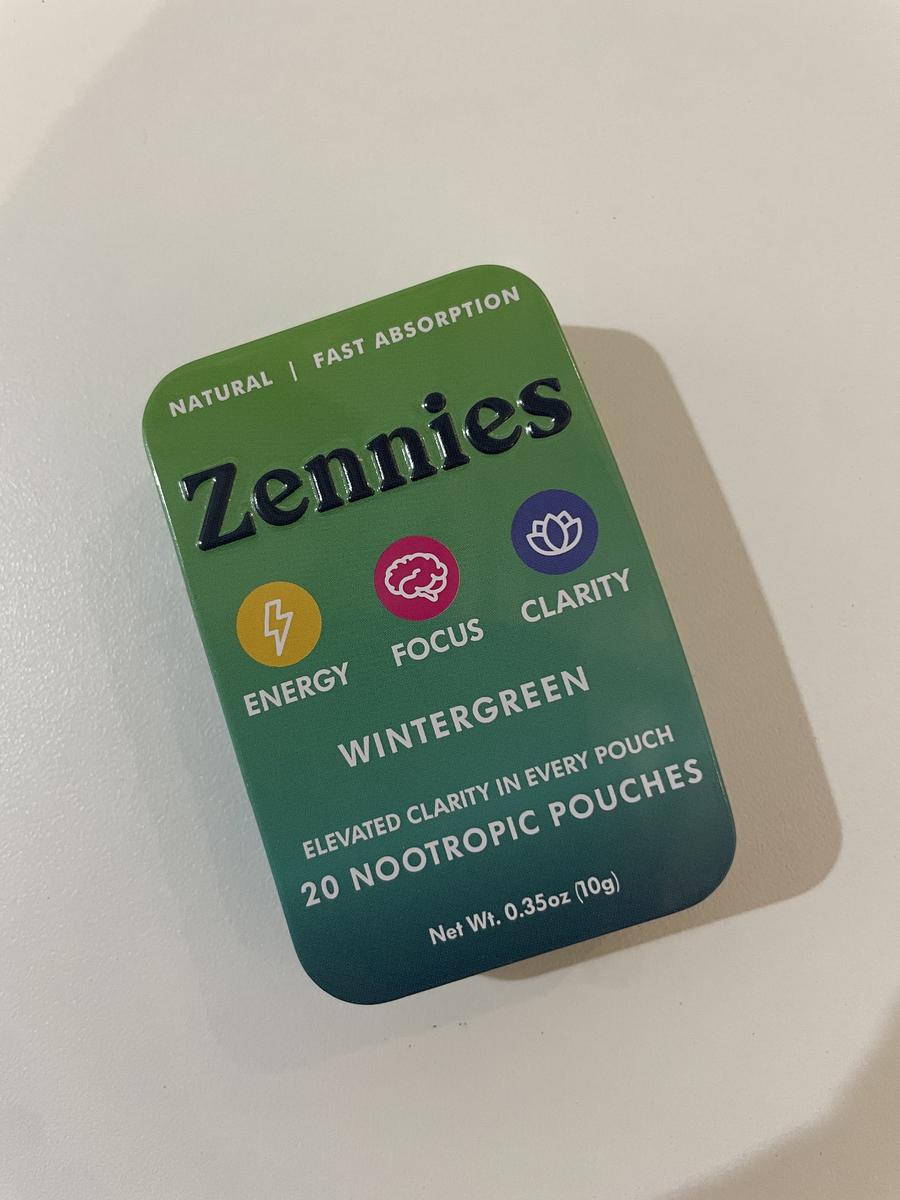 NATURAL | FAST ABSORPTION
Zennies
ENERGY FOCUS CLARITY
WINTERGREEN
ELEVATED CLARITY IN EVERY POUCH
20 NOOTROPIC POUCHES
Net Wt. 0.35oz (10g)